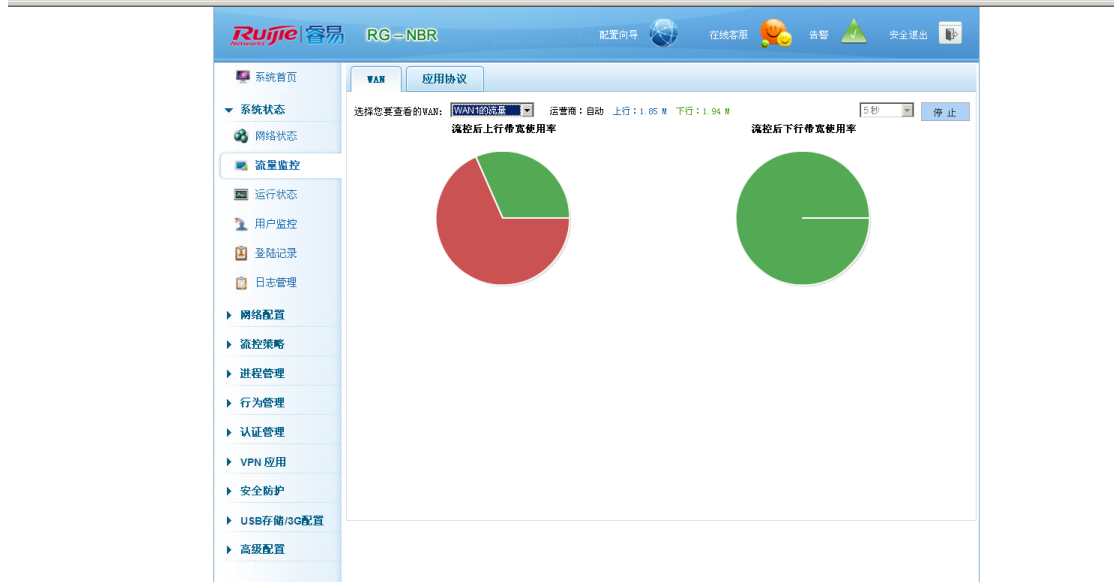 Ruijie Networks 睿易 RG-NBR 配置向导 在线客服 告警 安全退出
系统首页
系统状态
网络状态
流量监控
运行状态
用户监控
登陆记录
日志管理
网络配置
流控策略
进程管理
行为管理
认证管理
VPN 应用
安全防护
USB存储/3G配置
高级配置
WAN 应用协议
选择您要查看的WAN: WAN1的流量 运营商：自动 上行：1.85 M 下行：1.94 M 5秒 停止
流控后上行带宽使用率 流控后下行带宽使用率